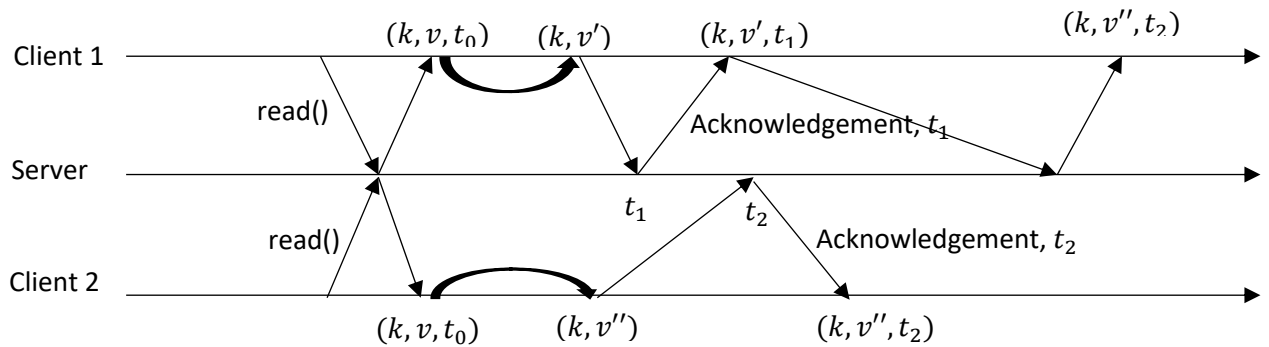 (k, v, t₀) (k, v′) (k, v′, t₁) (k, v′′, t₂)
Client 1
read()
Acknowledgement, t₁
Server
t₁ t₂
read()
Acknowledgement, t₂
Client 2
(k, v, t₀) (k, v′′) (k, v′′, t₂)